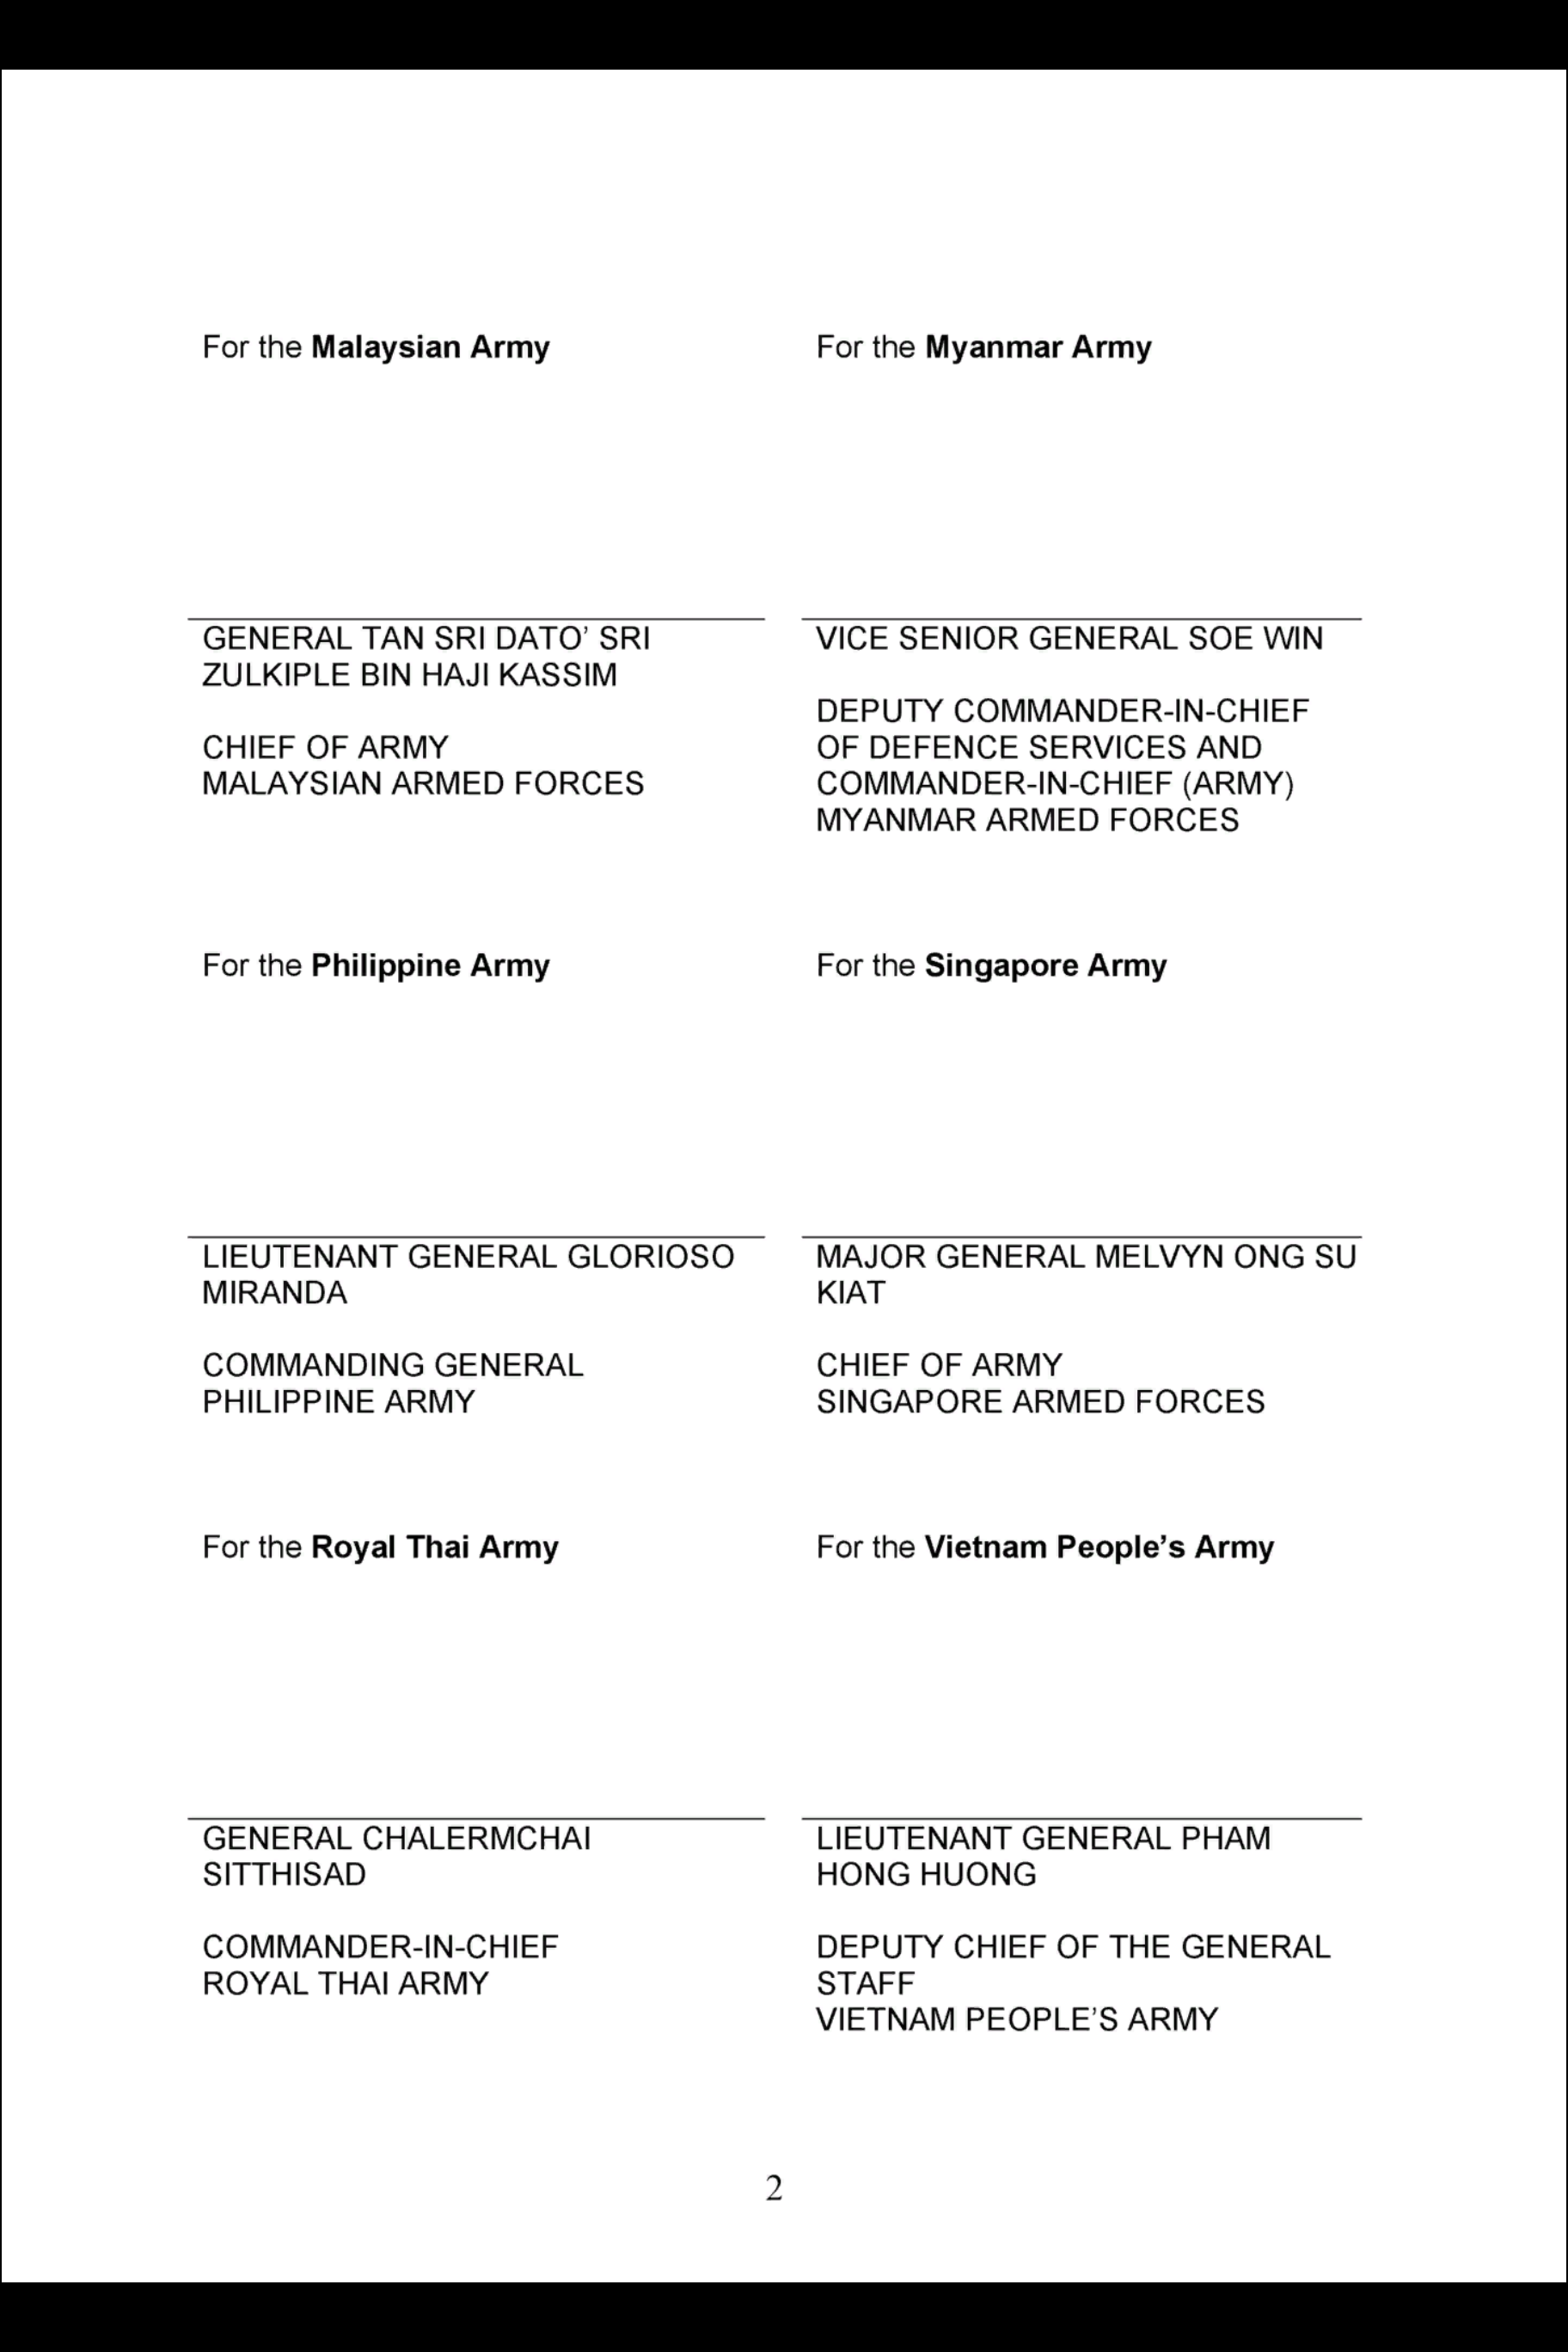 For the Malaysian Army
For the Myanmar Army
GENERAL TAN SRI DATO’ SRI
ZULKIPLE BIN HAJI KASSIM
CHIEF OF ARMY
MALAYSIAN ARMED FORCES
VICE SENIOR GENERAL SOE WIN
DEPUTY COMMANDER-IN-CHIEF
OF DEFENCE SERVICES AND
COMMANDER-IN-CHIEF (ARMY)
MYANMAR ARMED FORCES
For the Philippine Army
For the Singapore Army
LIEUTENANT GENERAL GLORIOSO
MIRANDA
COMMANDING GENERAL
PHILIPPINE ARMY
MAJOR GENERAL MELVYN ONG SU
KIAT
CHIEF OF ARMY
SINGAPORE ARMED FORCES
For the Royal Thai Army
For the Vietnam People’s Army
GENERAL CHALERMCHAI
SITTHISAD
COMMANDER-IN-CHIEF
ROYAL THAI ARMY
LIEUTENANT GENERAL PHAM
HONG HUONG
DEPUTY CHIEF OF THE GENERAL
STAFF
VIETNAM PEOPLE’S ARMY
2